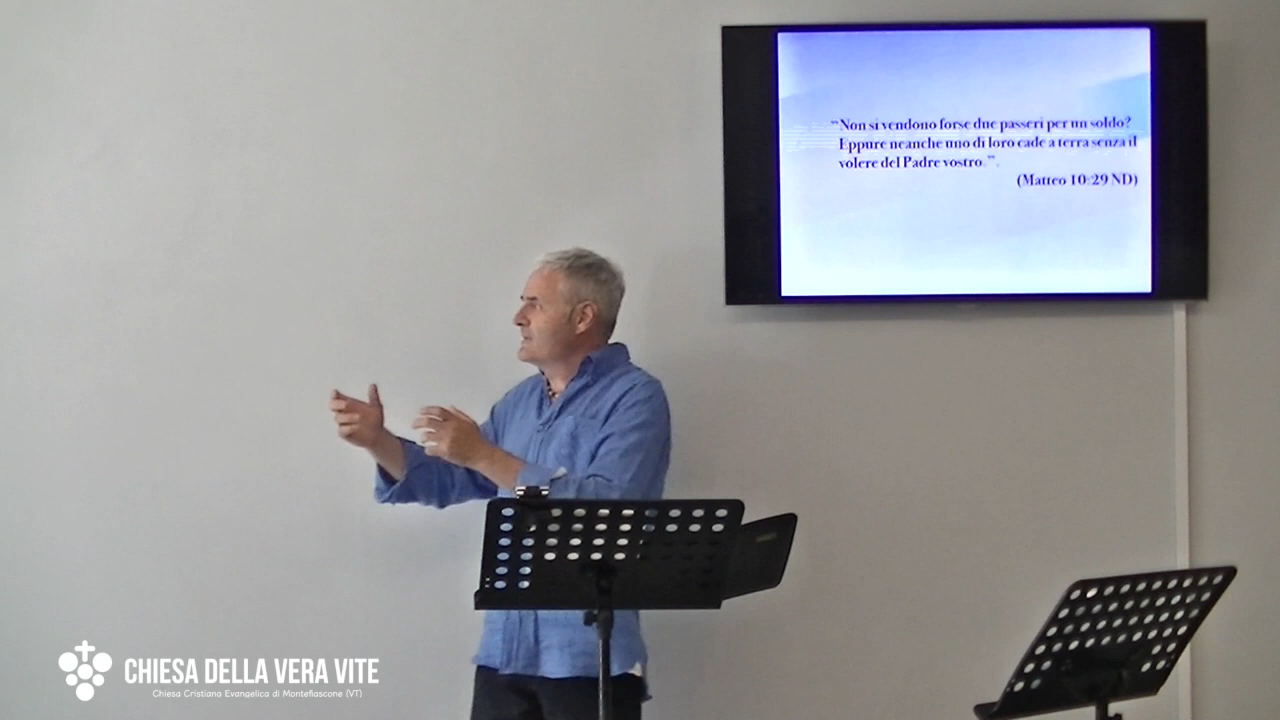 "Non si vendono forse due passeri per un soldo?
Eppure neanche uno di loro cade a terra senza il
volere del Padre vostro.".
(Matteo 10:29 ND)
CHIESA DELLA VERA VITE
Chiesa Cristiana Evangelica di Montefiascone (VT)